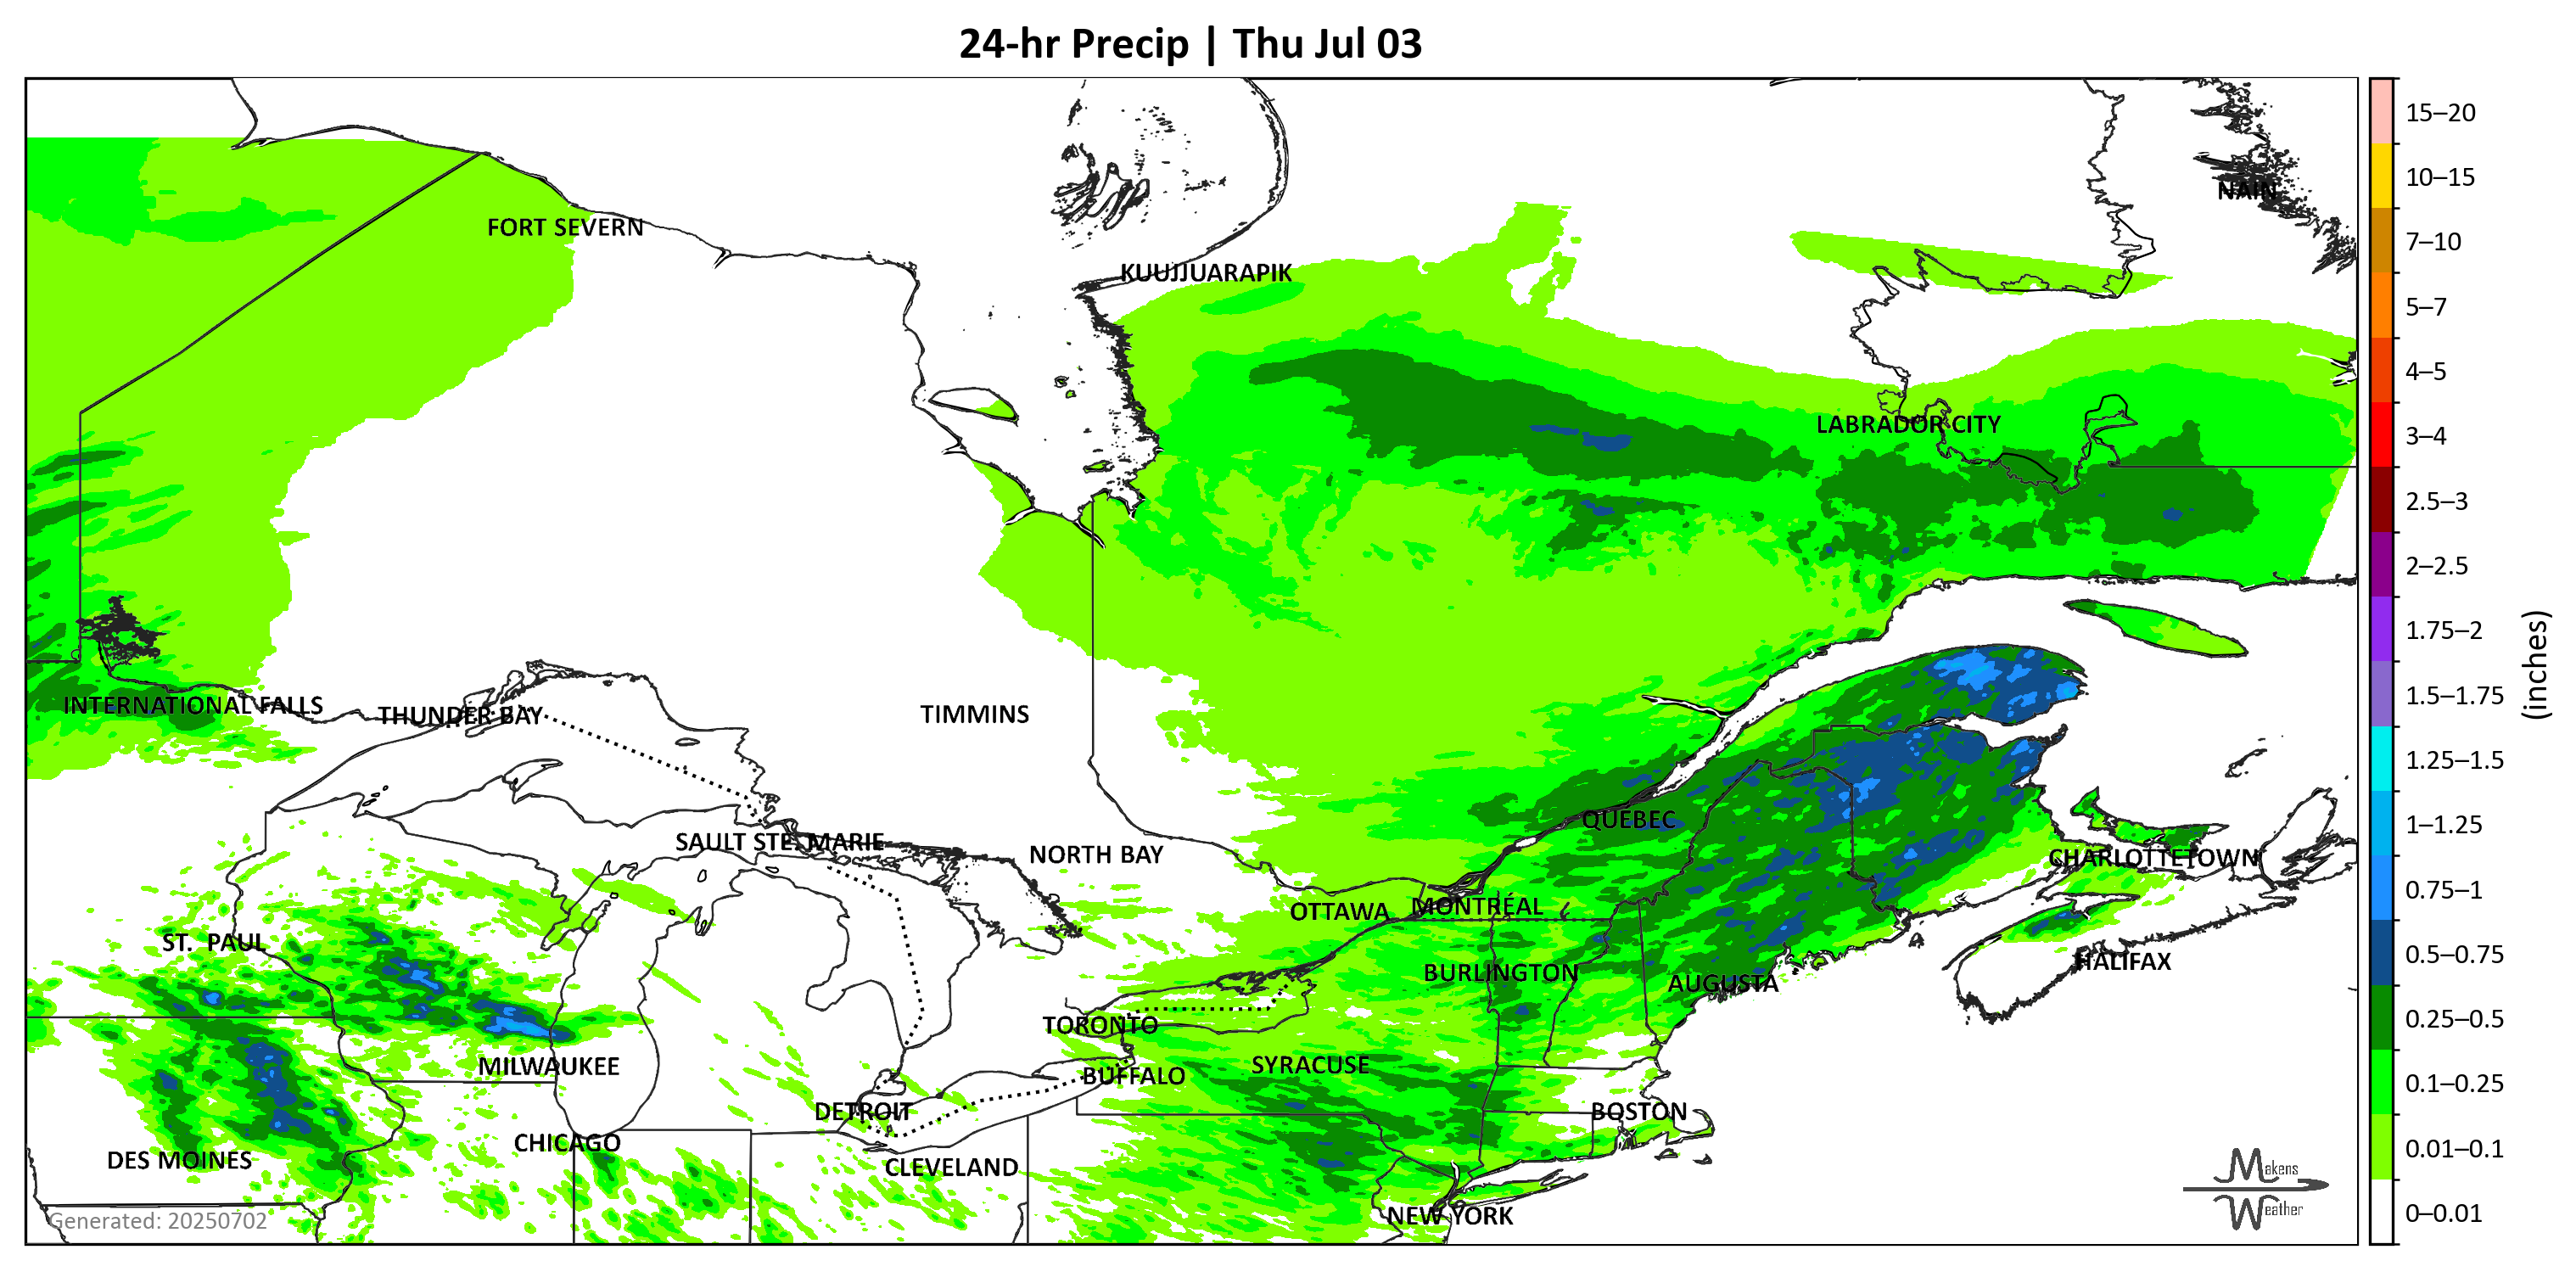 24-hr Precip | Thu Jul 03
NAIN
FORT SEVERN
KUUJJUARAPIK
LABRADOR CITY
INTERNATIONAL FALLS
THUNDER BAY
TIMMINS
QUEBEC
SAULT STE. MARIE
NORTH BAY
CHARLOTTETOWN
OTTAWA
MONTRÉAL
ST. PAUL
HALIFAX
BURLINGTON
AUGUSTA
TORONTO
MILWAUKEE
SYRACUSE
BUFFALO
DETROIT
BOSTON
CHICAGO
DES MOINES
CLEVELAND
NEW YORK
Generated: 20250702
Makens
Weather
15–20
10–15
7–10
5–7
4–5
3–4
2.5–3
2–2.5
1.75–2
1.5–1.75
1.25–1.5
1–1.25
0.75–1
0.5–0.75
0.25–0.5
0.1–0.25
0.01–0.1
0–0.01
(inches)